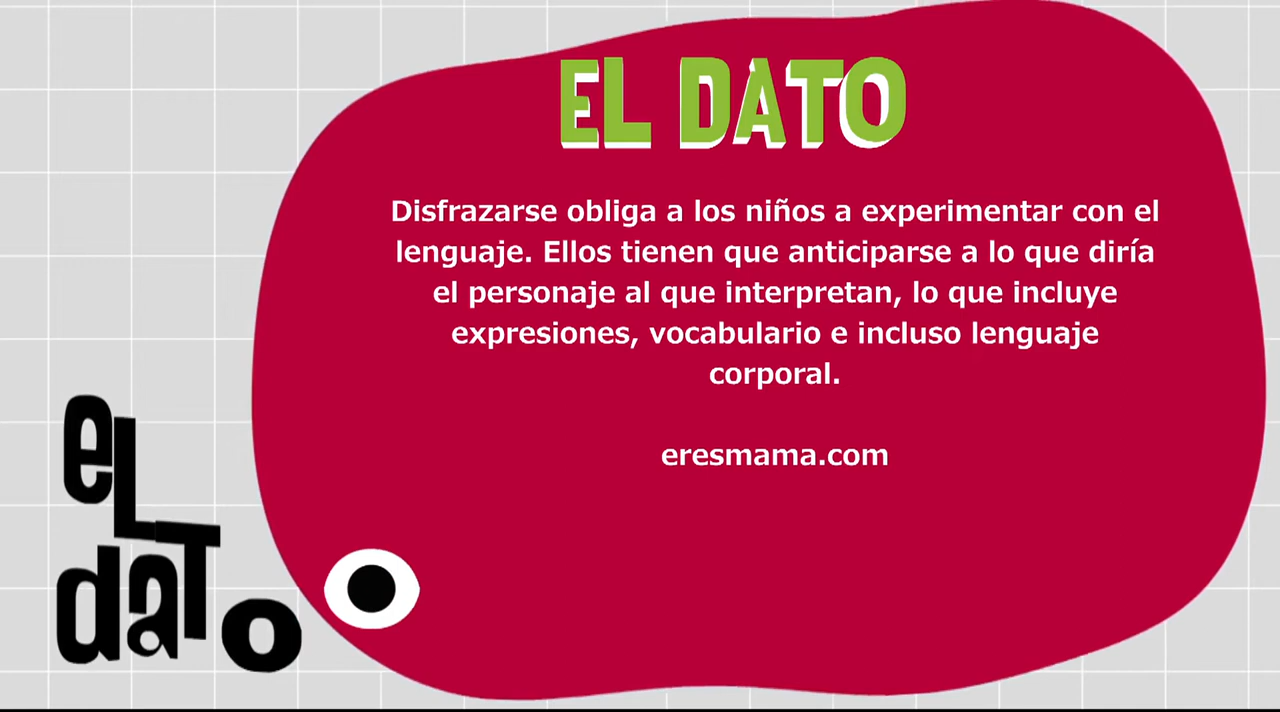 EL DATO
Disfrazarse obliga a los niños a experimentar con el
lenguaje. Ellos tienen que anticiparse a lo que diría
el personaje al que interpretan, lo que incluye
expresiones, vocabulario e incluso lenguaje
corporal.
eresmama.com
eL
daTo